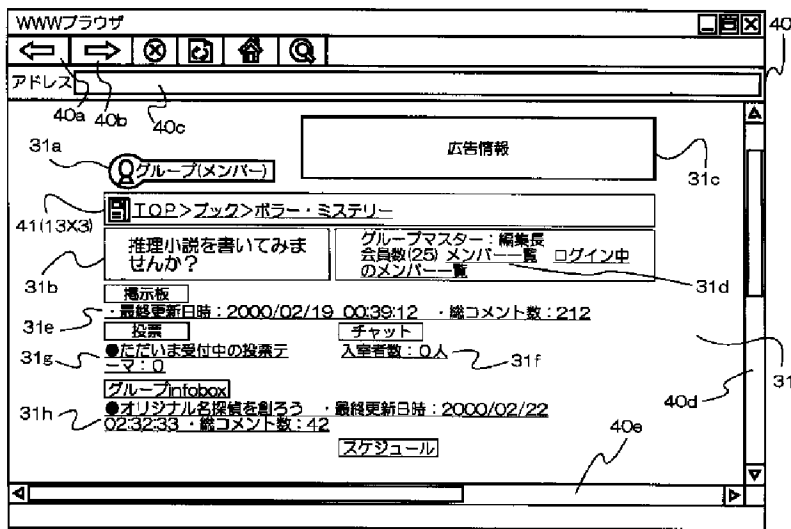 WWWブラウザ
40
アドレス
40a 40b 40c
31a
広告情報
グループ(メンバー)
31c
TOP>ブック>ボラー・ミステリー
41(13X3)
推理小説を書いてみま
せんか？
グループマスター：編集長
会員数(25) メンバー一覧 ログイン中
のメンバー一覧
31b
31d
掲示板
31e
・最終更新日時：2000/02/19 00:39:12 ・総コメント数：212
投票
チャット
31g
●ただいま受付中の投票テ
ーマ：0
入室者数：0人
31f
31
グループinfobox
40d
31h
●オリジナル名探偵を創ろう ・最終更新日時：2000/02/22
02:32:33 ・総コメント数：42
40e
スケジュール